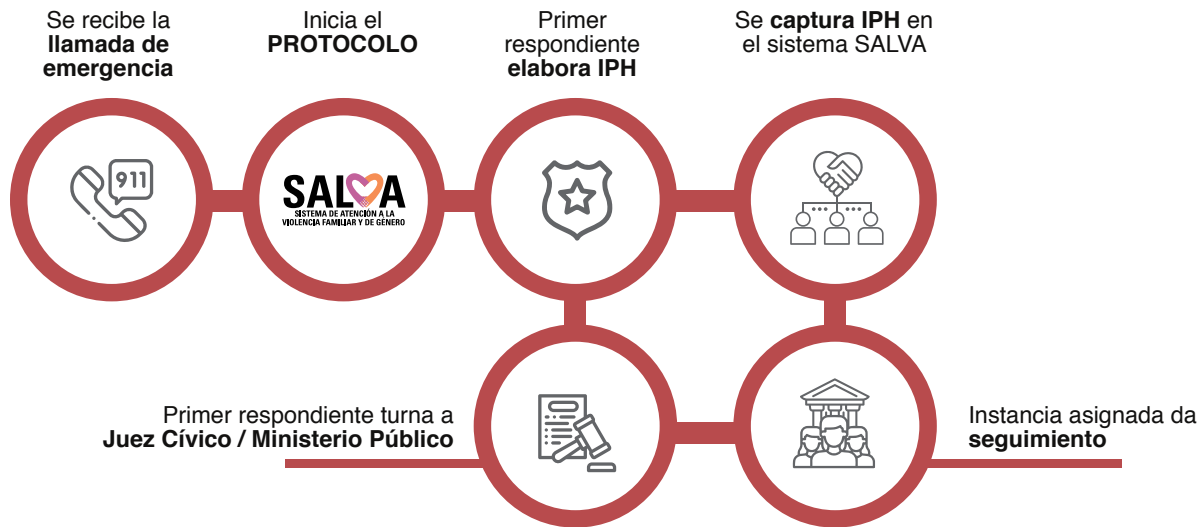 Se recibe la
llamada de
emergencia
Inicia el
PROTOCOLO
Primer
respondiente
elabora IPH
Se captura IPH en
el sistema SALVA
911
SALVA
SISTEMA DE ATENCIÓN A LA
VIOLENCIA FAMILIAR Y DE GÉNERO
Primer respondiente turna a
Juez Cívico / Ministerio Público
Instancia asignada da
seguimiento